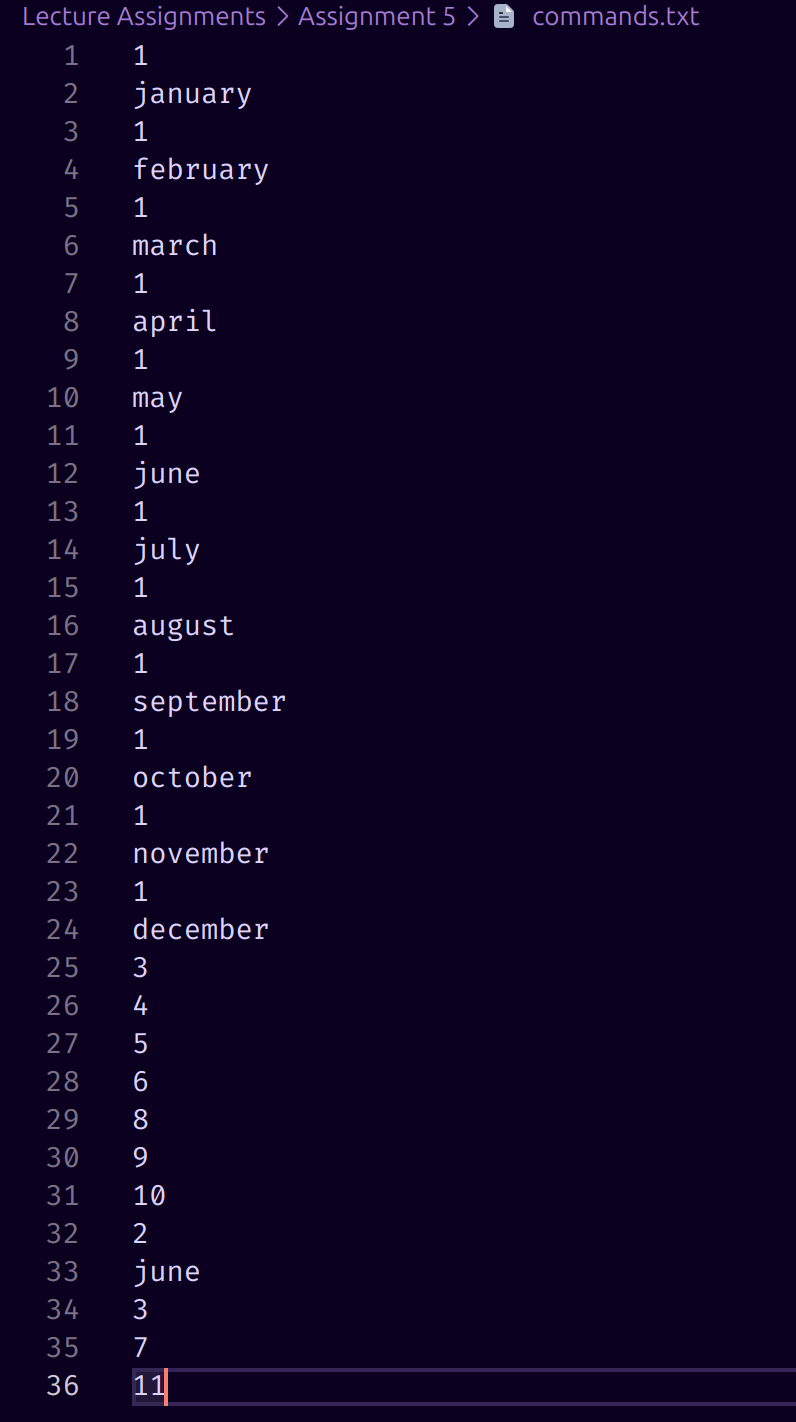 Lecture Assignments > Assignment 5 > commands.txt
1 1
2 january
3 1
4 february
5 1
6 march
7 1
8 april
9 1
10 may
11 1
12 june
13 1
14 july
15 1
16 august
17 1
18 september
19 1
20 october
21 1
22 november
23 1
24 december
25 3
26 4
27 5
28 6
29 8
30 9
31 10
32 2
33 june
34 3
35 7
36 11